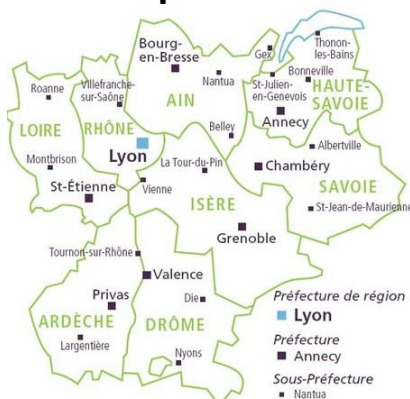 Bourg-
en-Bresse
Gex
Thonon-
les-Bains
Roanne
Villefranche-
sur-Saône
Nantua
St-Julien-
en-Genevois
Bonneville
AIN
HAUTE-
SAVOIE
LOIRE
RHÔNE
Annecy
Belley
Lyon
Montbrison
La Tour-du-Pin
Albertville
Chambéry
St-Étienne
Vienne
SAVOIE
ISÈRE
St-Jean-de-Maurienne
Grenoble
Tournon-sur-Rhône
Valence
Privas
Die
ARDÈCHE
DRÔME
Largentière
Nyons
Préfecture de région
Lyon
Préfecture
Annecy
Sous-Préfecture
Nantua